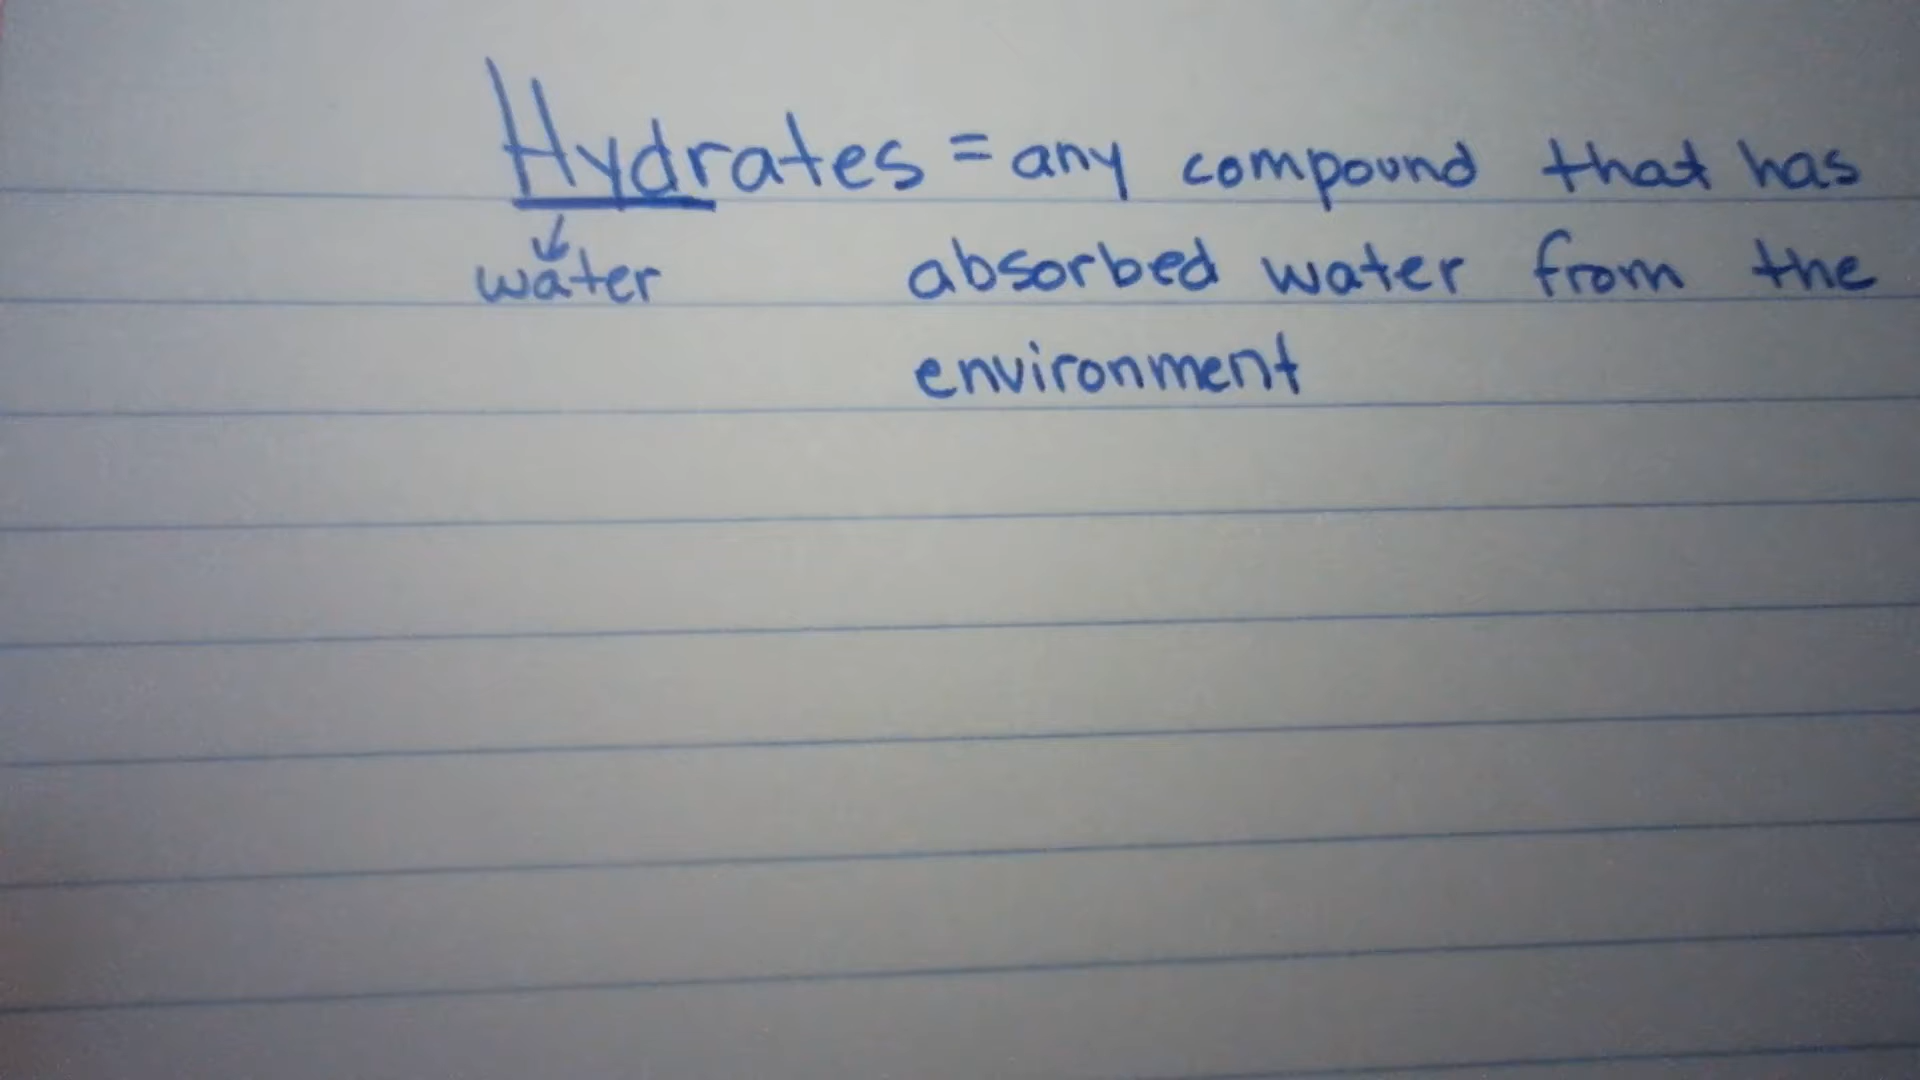 Hydrates = any compound that has
water absorbed water from the
environment